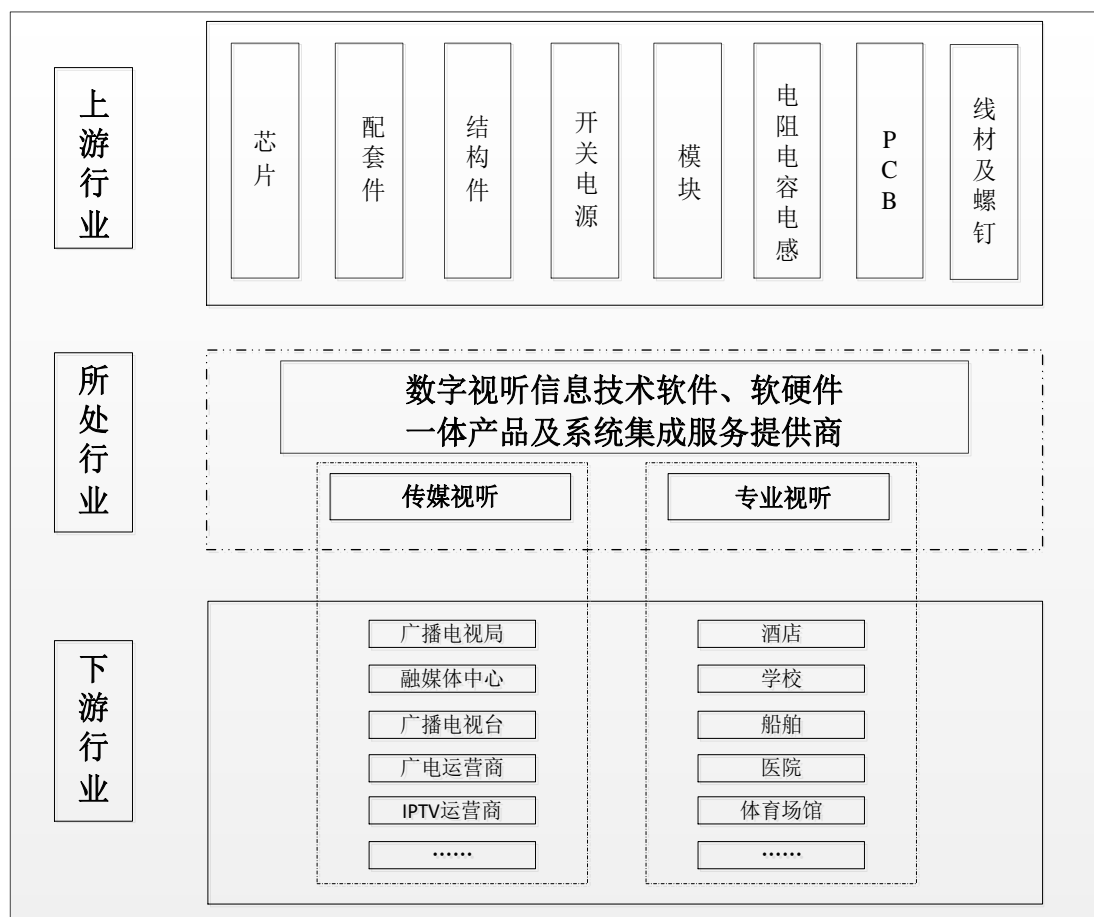 上游行业
芯片
配套件
结构件
开关电源
模块
电阻电容电感
PCB
线材及螺钉
所处行业
数字视听信息技术软件、软硬件
一体产品及系统集成服务提供商
传媒视听
专业视听
下游行业
广播电视局
融媒体中心
广播电视台
广电运营商
IPTV运营商
……
酒店
学校
船舶
医院
体育场馆
……